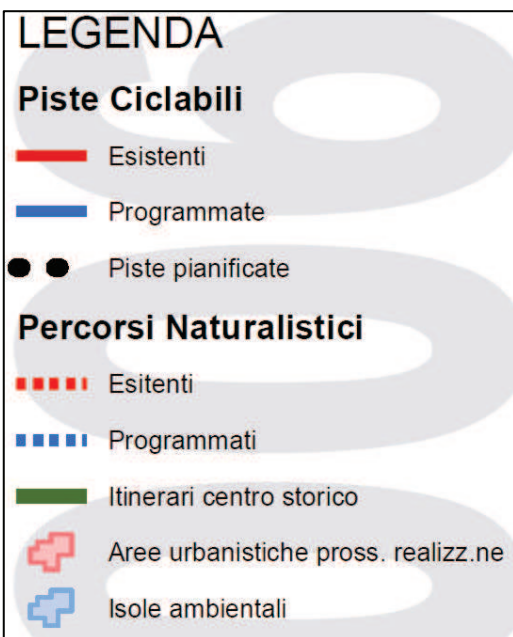 LEGENDA
Piste Ciclabili
Esistenti
Programmate
Piste pianificate
Percorsi Naturalistici
Esitenti
Programmati
Itinerari centro storico
Aree urbanistiche pross. realizz.ne
Isole ambientali